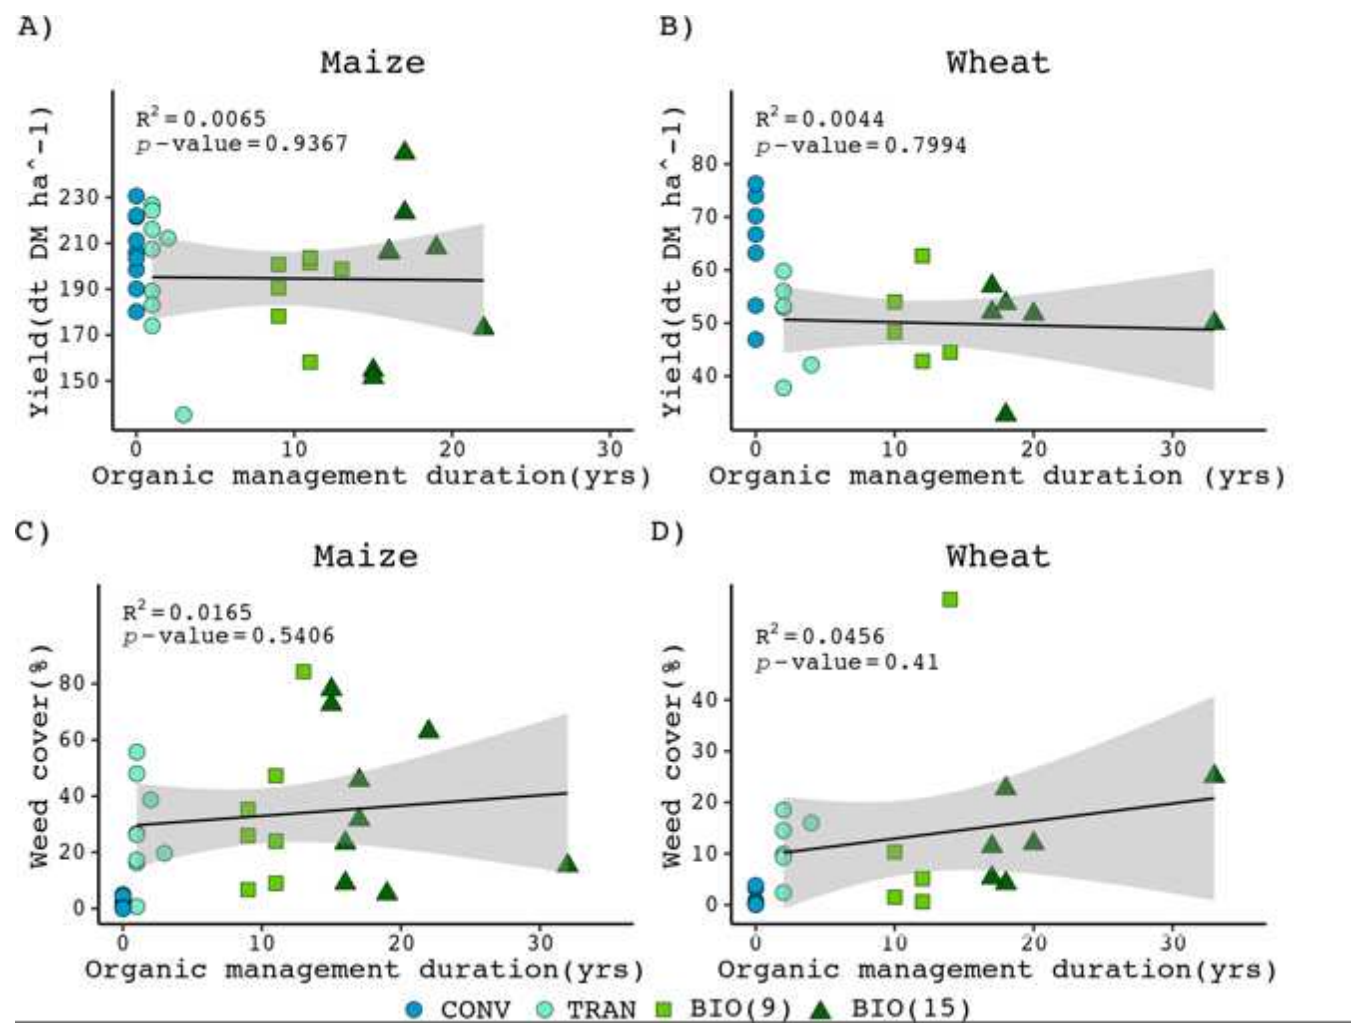 A)
Maize
R²=0.0065
p-value=0.9367
Yield(dt DM ha^-1)
230
210
190
170
150
0 10 20 30
Organic management duration(yrs)
B)
Wheat
R²=0.0044
p-value=0.7994
Yield(dt DM ha^-1)
80
70
60
50
40
0 10 20 30
Organic management duration (yrs)
C)
Maize
R²=0.0165
p-value=0.5406
Weed cover(%)
80
60
40
20
0
0 10 20 30
Organic management duration(yrs)
D)
Wheat
R²=0.0456
p-value=0.41
Weed cover(%)
40
30
20
10
0
0 10 20 30
Organic management duration(yrs)
CONV TRAN BIO(9) BIO(15)